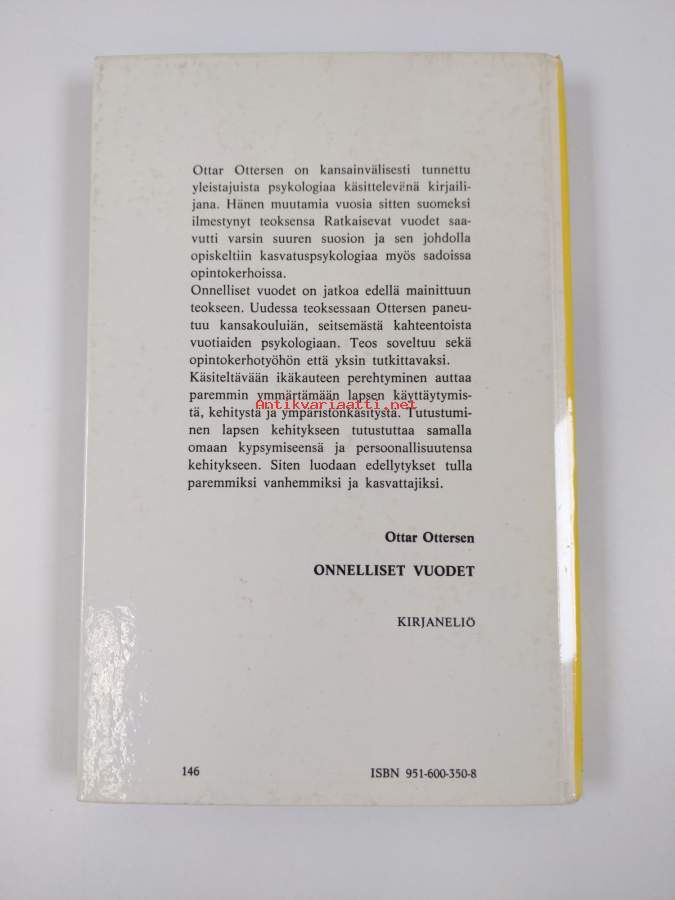 Ottar Ottersen on kansainvälisesti tunnettu
yleistajuista psykologiaa käsittelevänä kirjaili-
jana. Hänen muutamia vuosia sitten suomeksi
ilmestynyt teoksensa Ratkaisevat vuodet saa-
vutti varsin suuren suosion ja sen johdolla
opiskeltiin kasvatuspsykologiaa myös sadoissa
opintokerhoissa.
Onnelliset vuodet on jatkoa edellä mainittuun
teokseen. Uudessa teoksessaan Ottersen paneu-
tuu kansakouluiän, seitsemästä kahteentoista
vuotiaiden psykologiaan. Teos soveltuu sekä
opintokerhotyöhön että yksin tutkittavaksi.
Käsiteltävään ikäkauteen perehtyminen auttaa
paremmin ymmärtämään lapsen käyttäytymis-
Antikvariaatti.net
tä, kehitystä ja ympäristönkäsitystä. Tutustumi-
nen lapsen kehitykseen tutustuttaa samalla
omaan kypsymiseensä ja persoonallisuutensa
kehitykseen. Siten luodaan edellytykset tulla
paremmiksi vanhemmiksi ja kasvattajiksi.
Ottar Ottersen
ONNELLISET VUODET
KIRJANELIÖ
146 ISBN 951-600-350-8